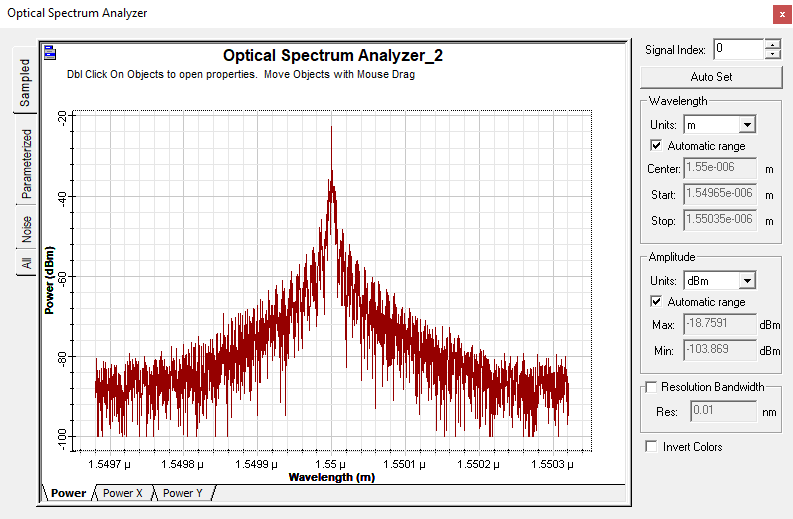 Optical Spectrum Analyzer
x
Sampled
Parameterized
Noise
All
Optical Spectrum Analyzer_2
Dbl Click On Objects to open properties.  Move Objects with Mouse Drag
Power (dBm)
-20
-40
-60
-80
-100
1.5497 µ
1.5498 µ
1.5499 µ
1.55 µ
1.5501 µ
1.5502 µ
1.5503 µ
Wavelength (m)
Power
Power X
Power Y
Signal Index: 0
Auto Set
Wavelength
Units: m
Automatic range
Center: 1.55e-006 m
Start: 1.54965e-006 m
Stop: 1.55035e-006 m
Amplitude
Units: dBm
Automatic range
Max: -18.7591 dBm
Min: -103.869 dBm
Resolution Bandwidth
Res: 0.01 nm
Invert Colors